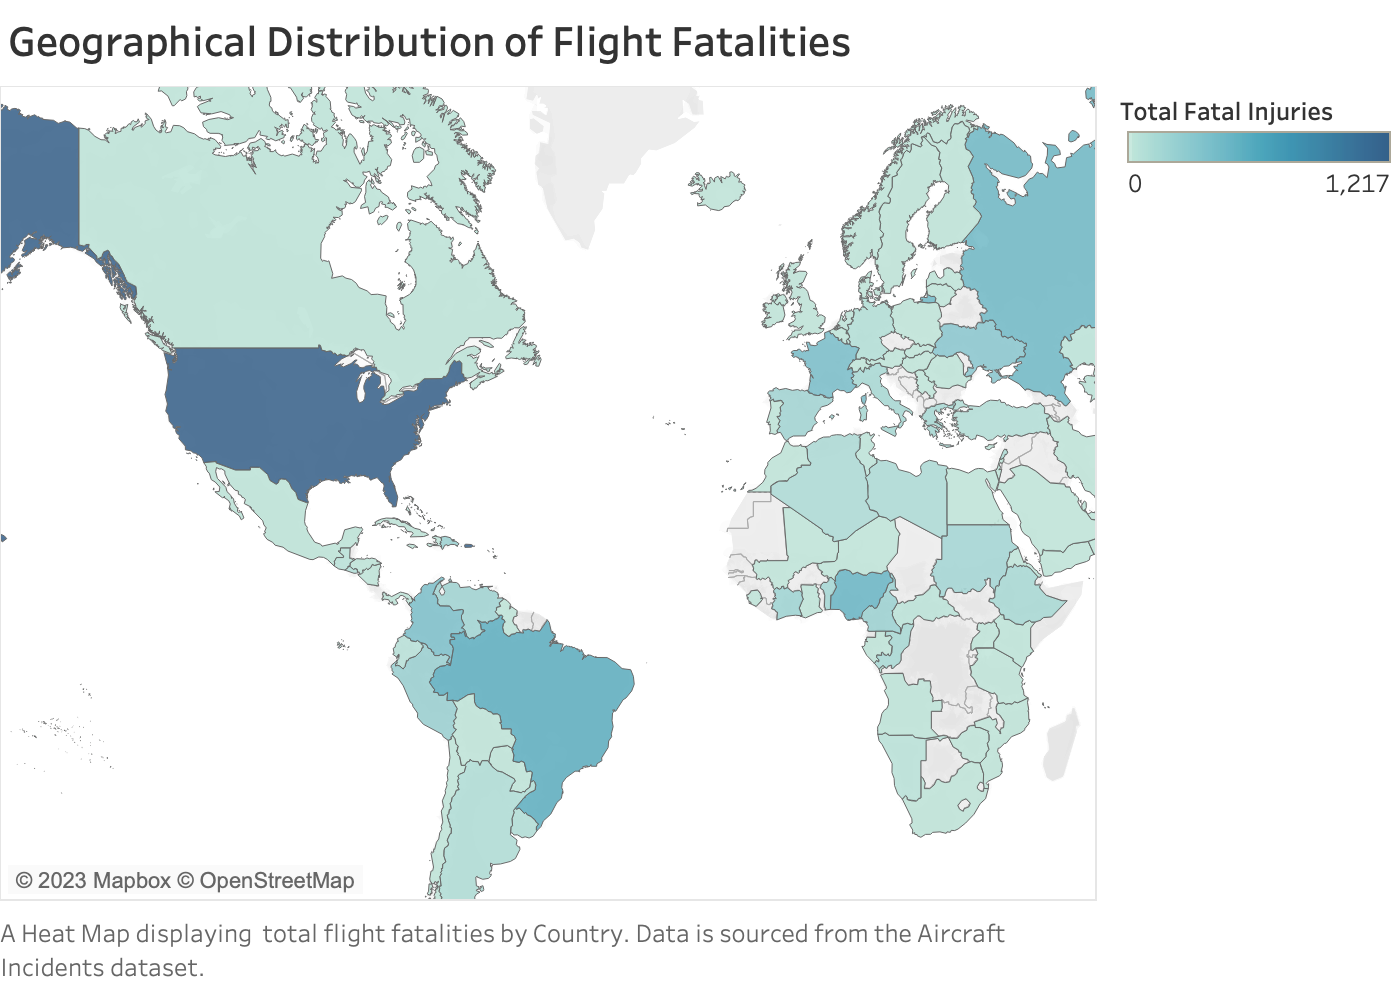 Geographical Distribution of Flight Fatalities
Total Fatal Injuries
0 1,217
© 2023 Mapbox © OpenStreetMap
A Heat Map displaying  total flight fatalities by Country. Data is sourced from the Aircraft
Incidents dataset.